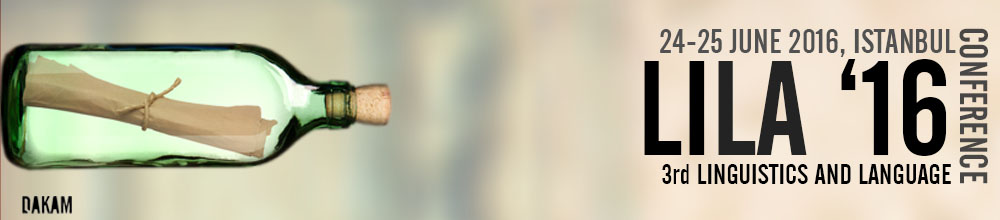 24-25 JUNE 2016, ISTANBUL
LILA ‘16
3rd LINGUISTICS AND LANGUAGE
CONFERENCE
DAKAM